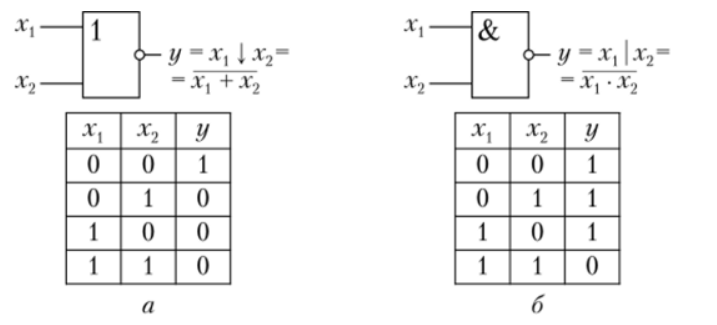 x₁ 1 y = x₁ ↓ x₂ =
x₂ = \overline{x₁ + x₂}
x₁ x₂ y
0 0 1
0 1 0
1 0 0
1 1 0
а
x₁ & y = x₁ | x₂ =
x₂ = \overline{x₁ · x₂}
x₁ x₂ y
0 0 1
0 1 1
1 0 1
1 1 0
б